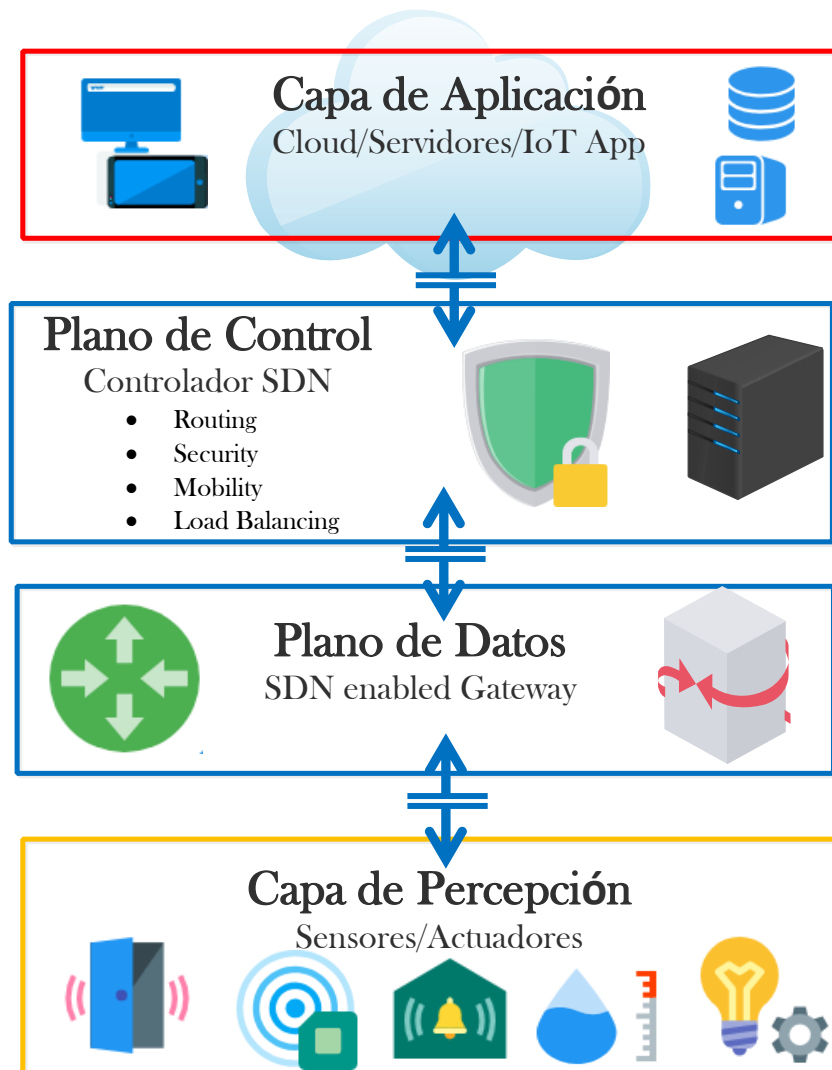 Capa de Aplicación
Cloud/Servidores/IoT App
Plano de Control
Controlador SDN
• Routing
• Security
• Mobility
• Load Balancing
Plano de Datos
SDN enabled Gateway
Capa de Percepción
Sensores/Actuadores